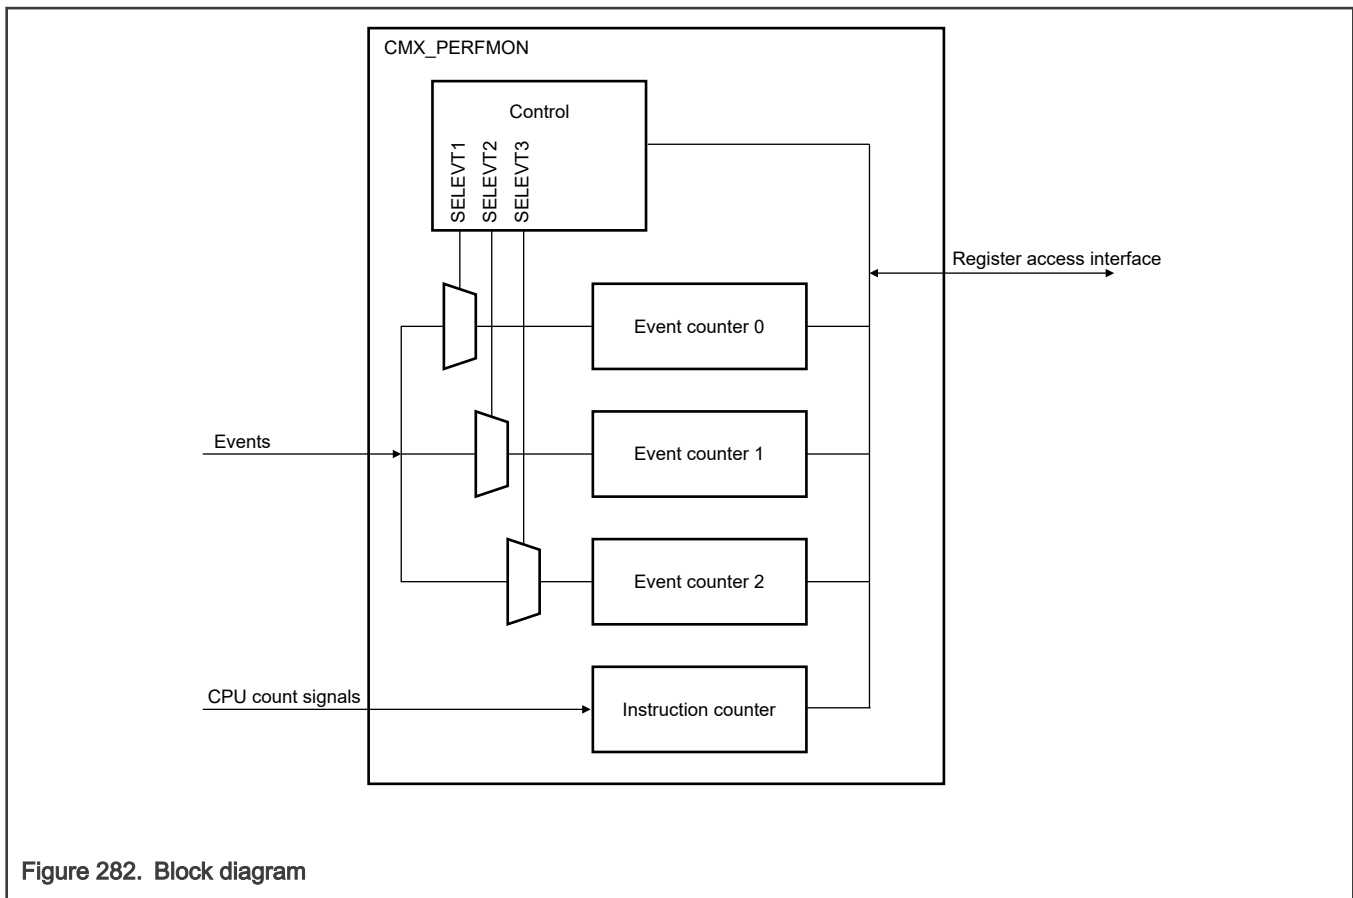 CMX_PERFMON
Control
SELEVT1
SELEVT2
SELEVT3
Register access interface
Event counter 0
Events
Event counter 1
Event counter 2
CPU count signals
Instruction counter
Figure 282. Block diagram